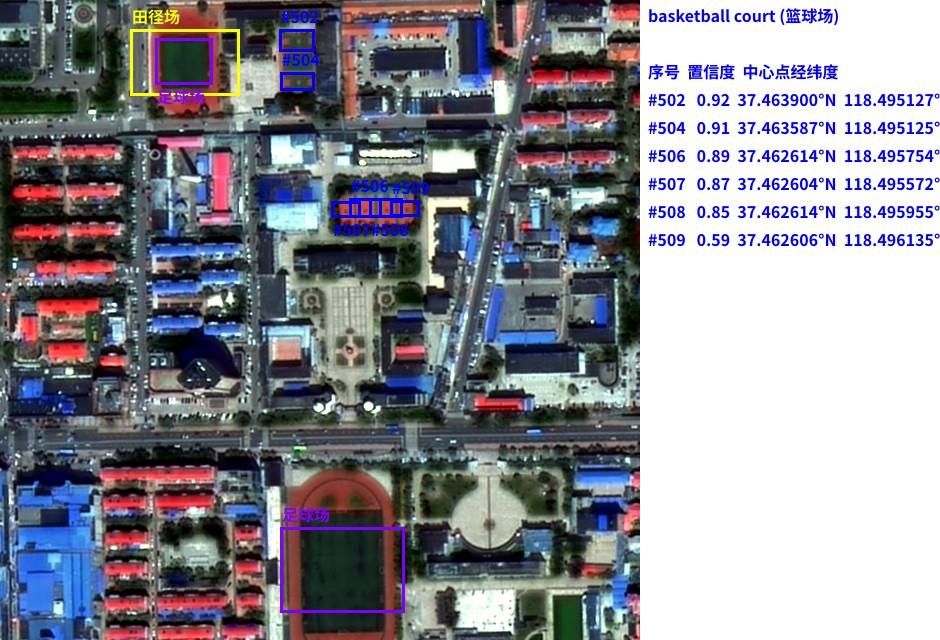 田径场
足球场
#502
#504
#506
#509
#507
#508
足球场
basketball court (篮球场)
序号 置信度 中心点经纬度
#502 0.92 37.463900°N 118.495127°
#504 0.91 37.463587°N 118.495125°
#506 0.89 37.462614°N 118.495754°
#507 0.87 37.462604°N 118.495572°
#508 0.85 37.462614°N 118.495955°
#509 0.59 37.462606°N 118.496135°